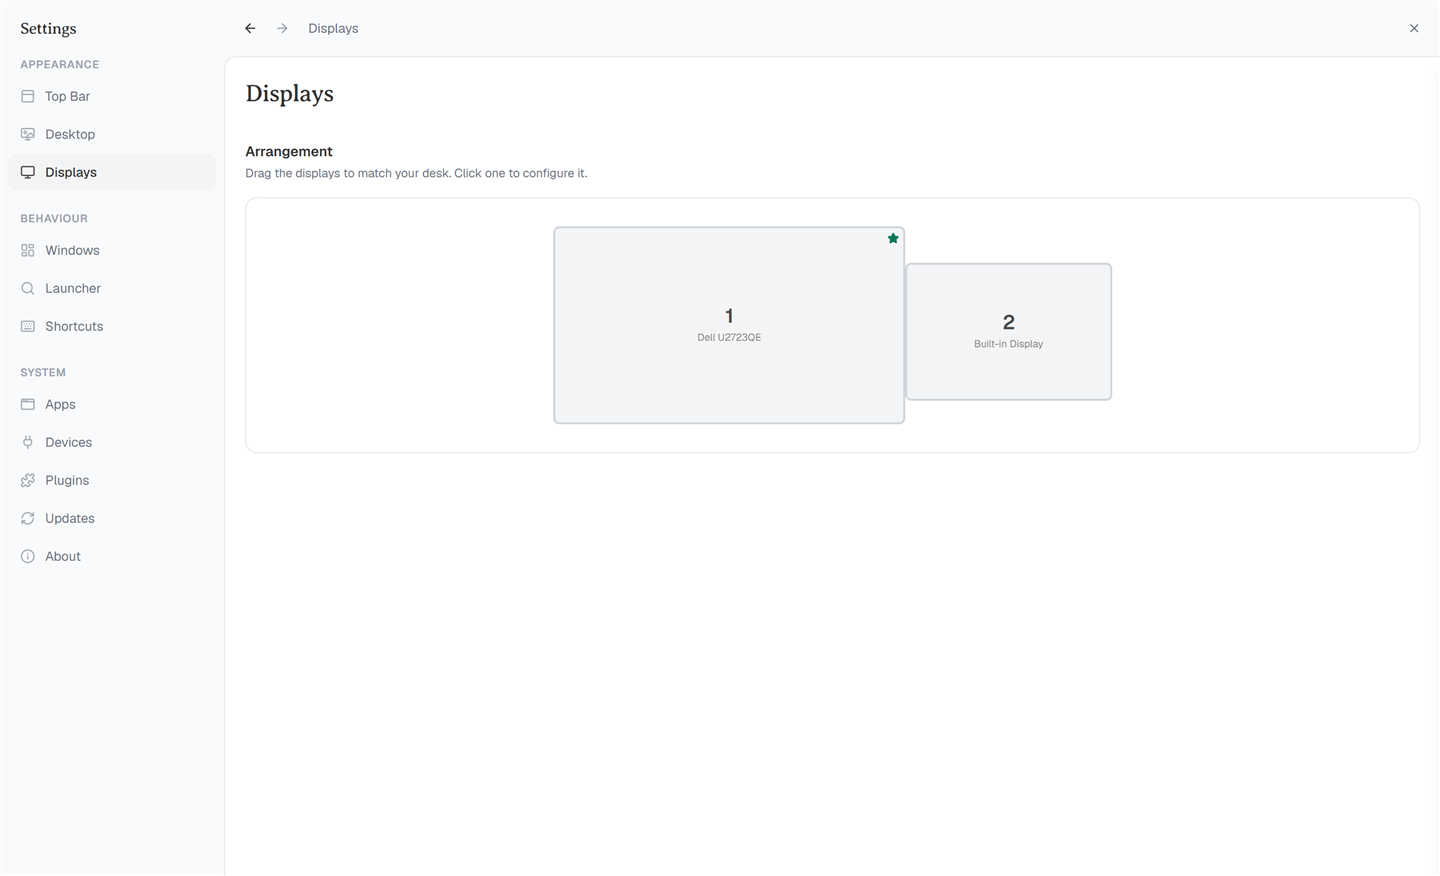 Settings
Displays
APPEARANCE
Top Bar
Desktop
Displays
BEHAVIOUR
Windows
Launcher
Shortcuts
SYSTEM
Apps
Devices
Plugins
Updates
About
Displays
Arrangement
Drag the displays to match your desk. Click one to configure it.
1
Dell U2723QE
2
Built-in Display